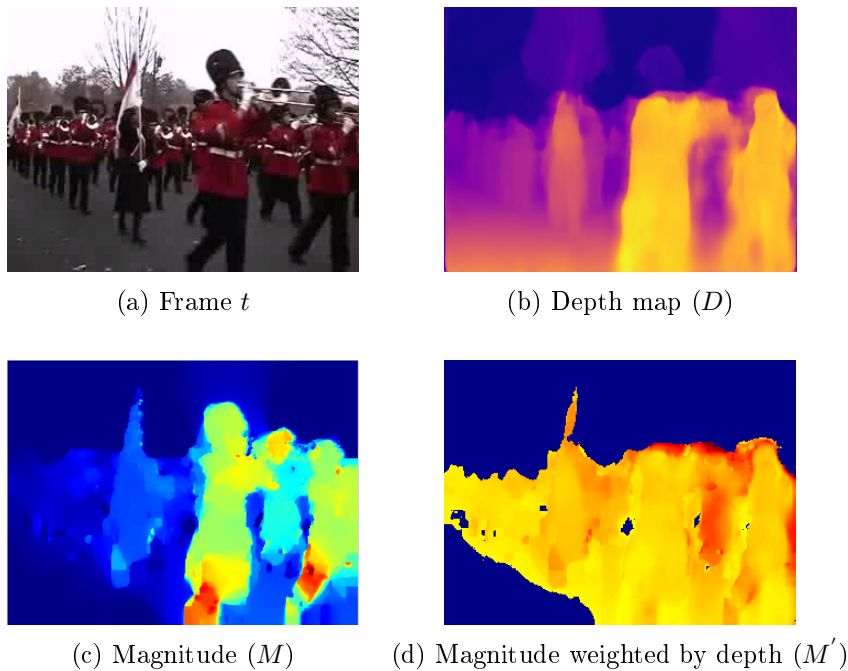 (a) Frame t
(b) Depth map (D)
(c) Magnitude (M)
(d) Magnitude weighted by depth (M′)